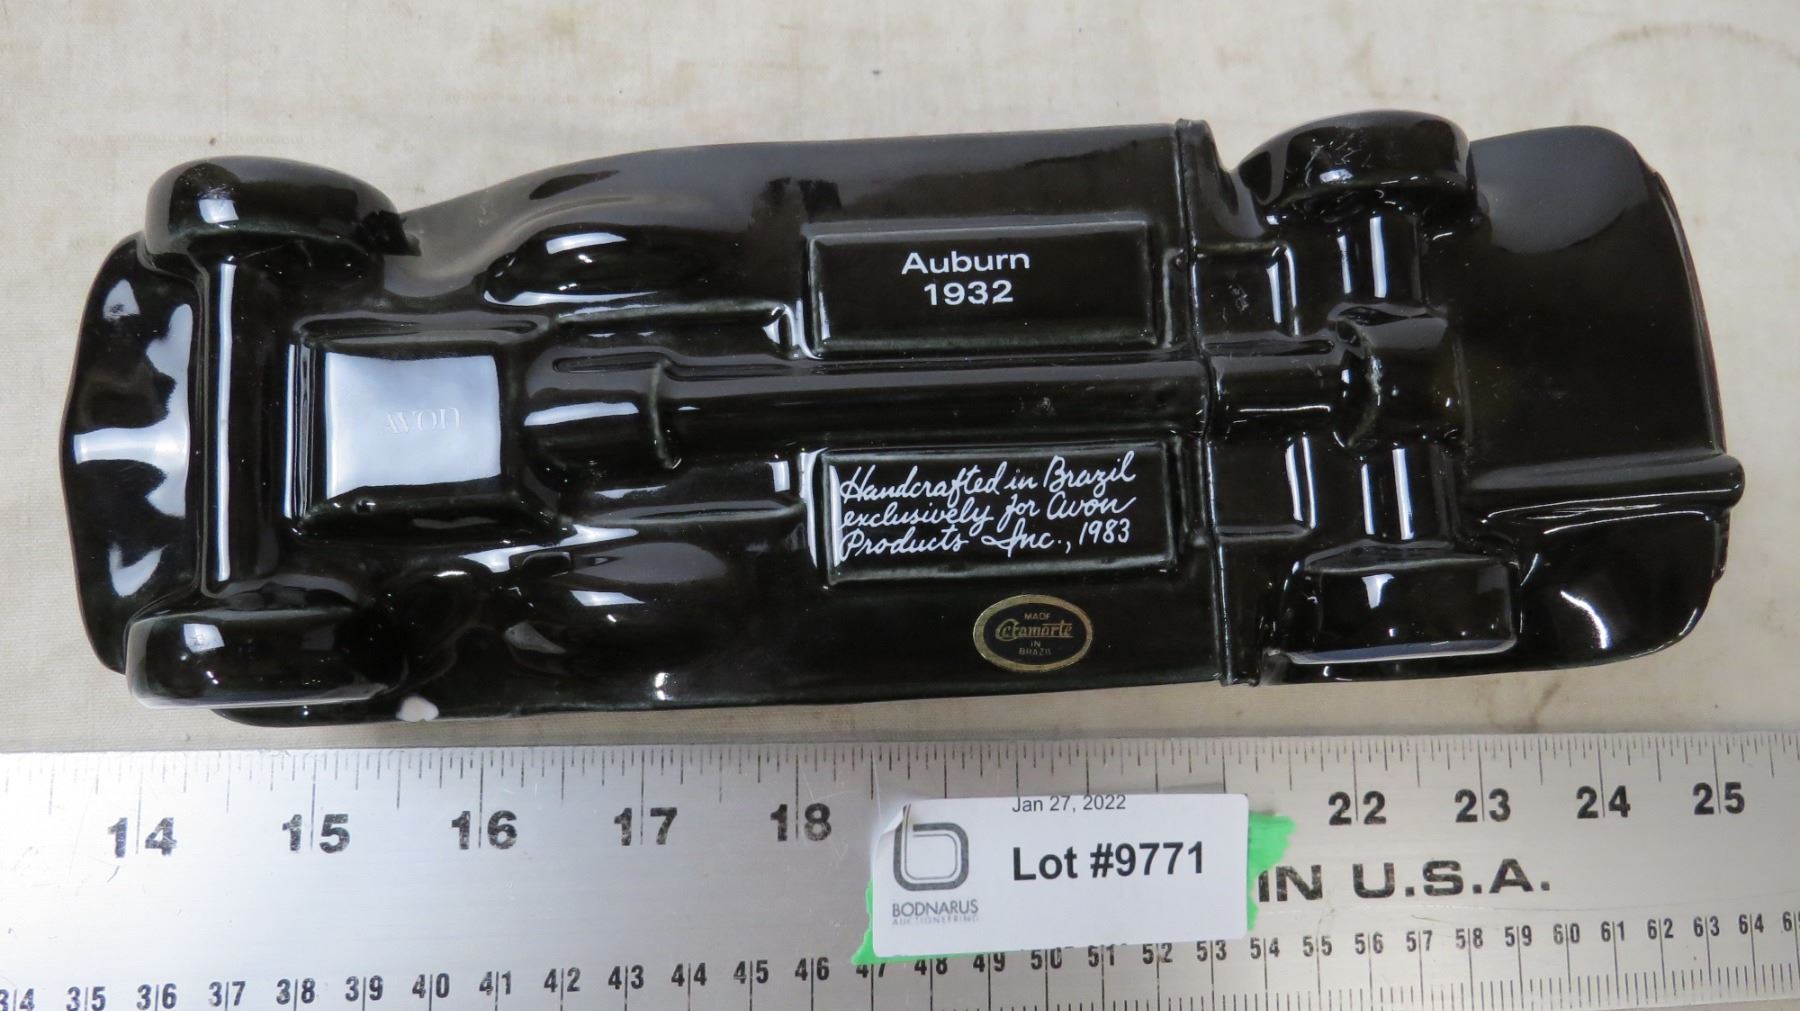 Auburn
1932
AVON
Handcrafted in Brazil
exclusively for Avon
Products Inc., 1983
MADE
Ceramarte
IN
BRAZIL
14 15 16 17 18 22 23 24 25
Jan 27, 2022
Lot #9771
BODNARUS
AUCTIONEERING
IN U.S.A.
34 35 36 37 38 39 40 41 42 43 44 45 46 47 48 49 50 51 52 53 54 55 56 57 58 59 60 61 62 63 64